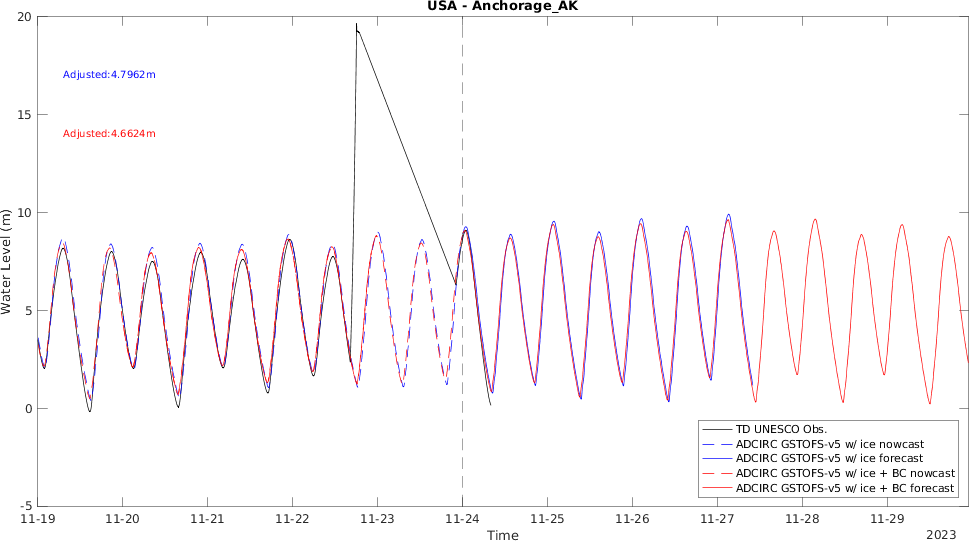 USA - Anchorage_AK
20
15
10
5
0
-5
Water Level (m)
Adjusted:4.7962m
Adjusted:4.6624m
TD UNESCO Obs.
ADCIRC GSTOFS-v5 w/ ice nowcast
ADCIRC GSTOFS-v5 w/ ice forecast
ADCIRC GSTOFS-v5 w/ ice + BC nowcast
ADCIRC GSTOFS-v5 w/ ice + BC forecast
11-19 11-20 11-21 11-22 11-23 11-24 11-25 11-26 11-27 11-28 11-29
Time
2023